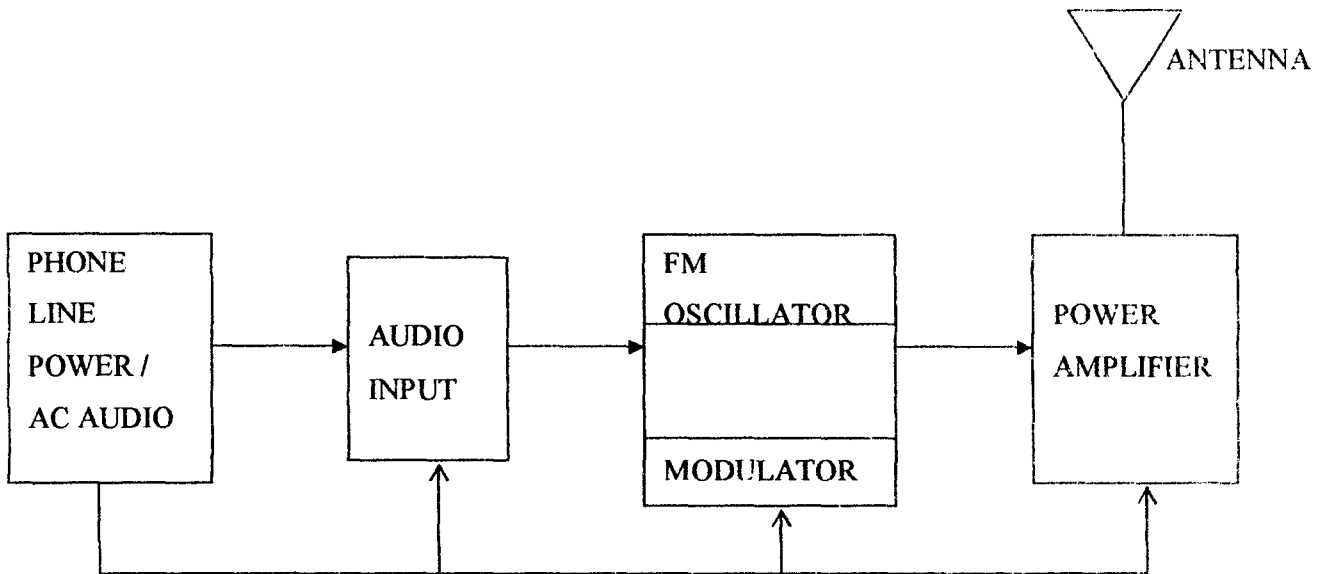 ANTENNA
PHONE
LINE
POWER /
AC AUDIO
AUDIO
INPUT
FM
OSCILLATOR
MODULATOR
POWER
AMPLIFIER